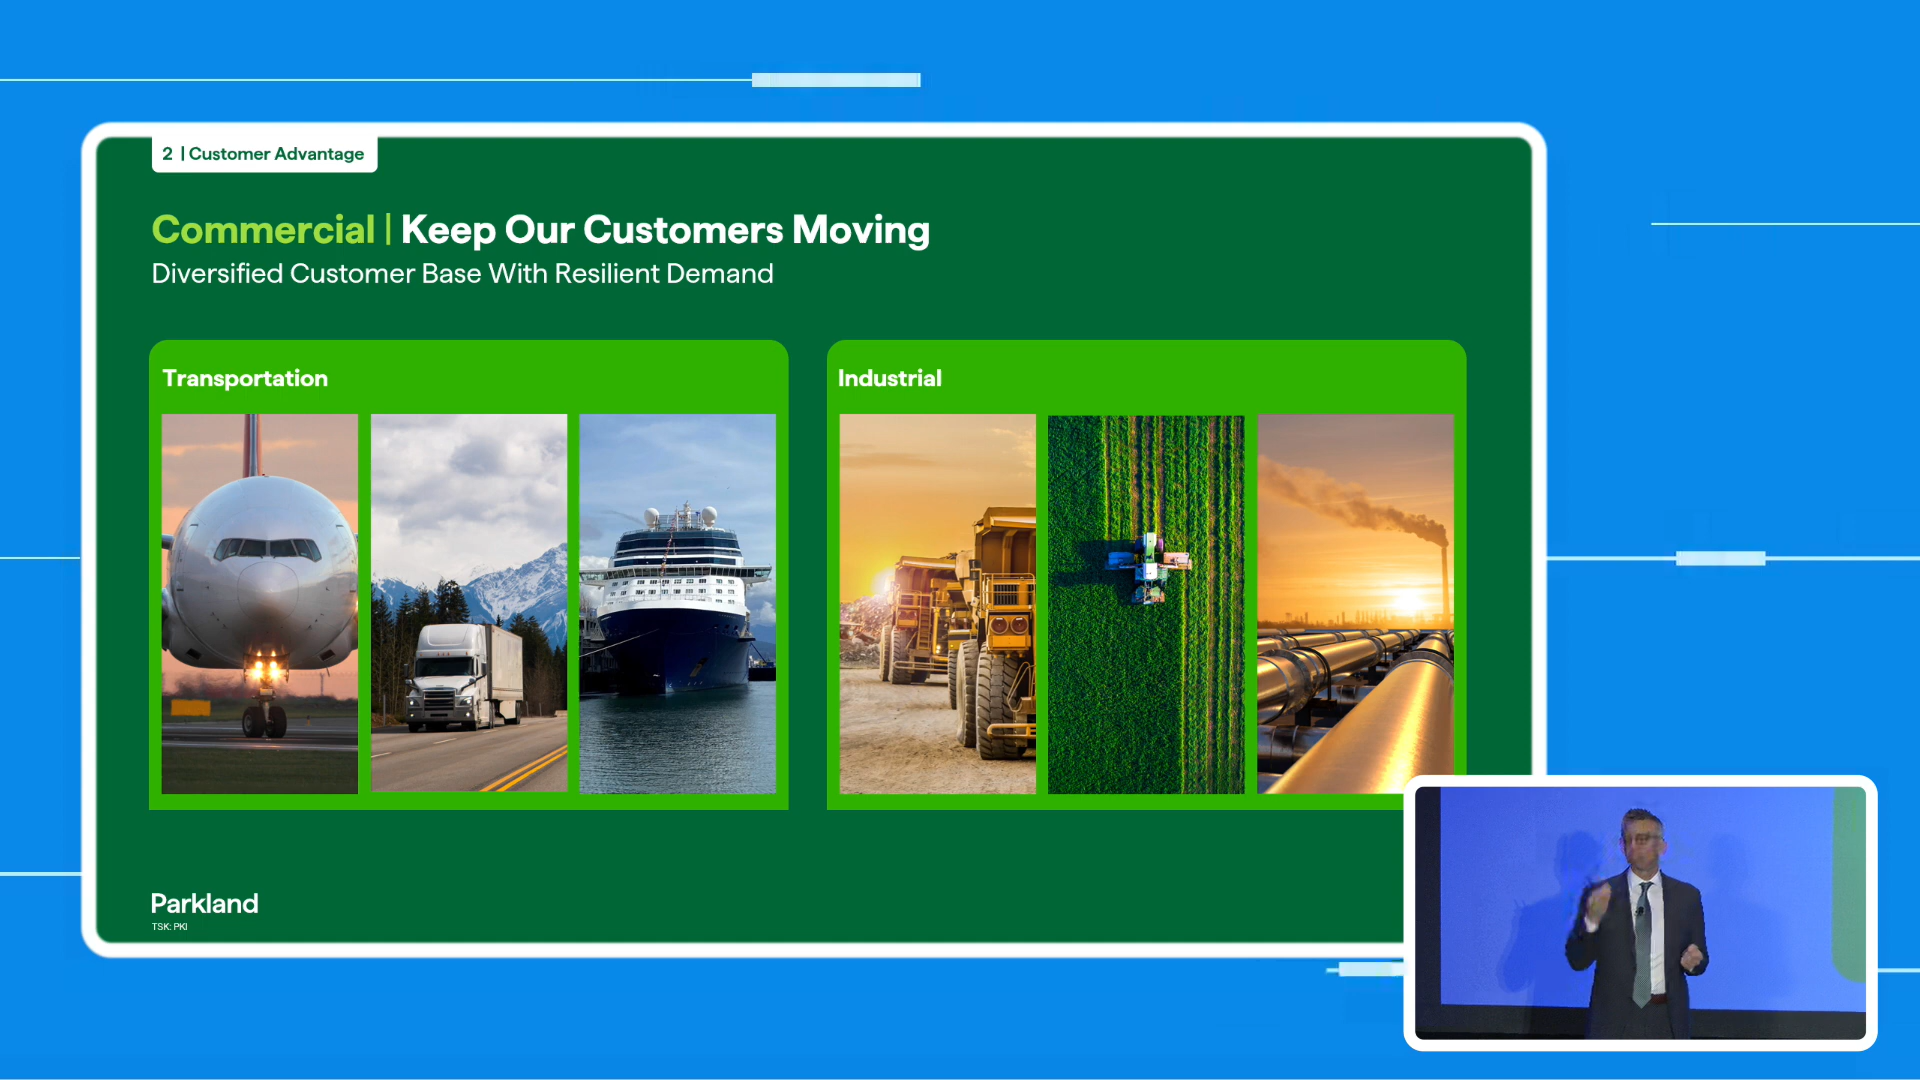 2 | Customer Advantage
Commercial | Keep Our Customers Moving
Diversified Customer Base With Resilient Demand
Transportation
Industrial
Parkland
TSX: PKI